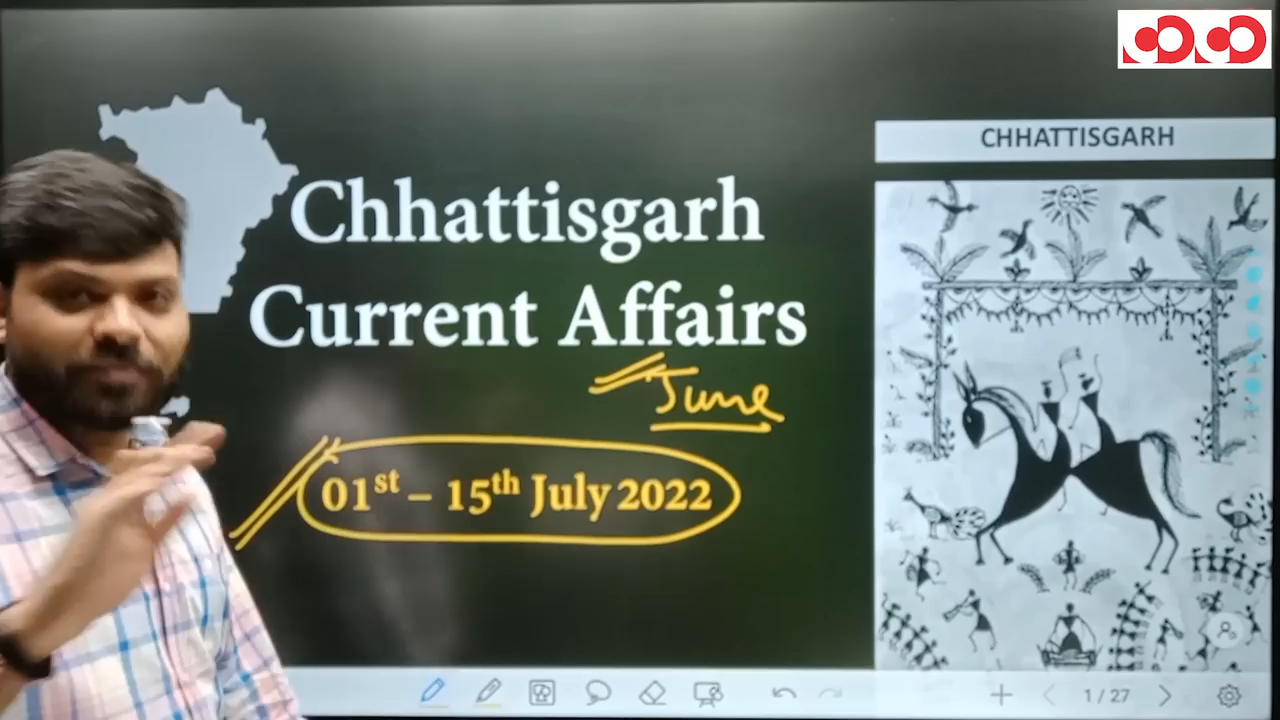 CHHATTISGARH
Chhattisgarh
Current Affairs
June
01st – 15th July 2022
1 / 27